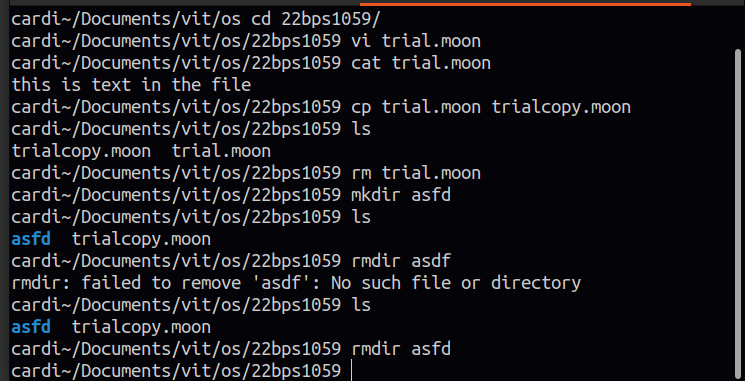 cardi~/Documents/vit/os cd 22bps1059/
cardi~/Documents/vit/os/22bps1059 vi trial.moon
cardi~/Documents/vit/os/22bps1059 cat trial.moon
this is text in the file
cardi~/Documents/vit/os/22bps1059 cp trial.moon trialcopy.moon
cardi~/Documents/vit/os/22bps1059 ls
trialcopy.moon  trial.moon
cardi~/Documents/vit/os/22bps1059 rm trial.moon
cardi~/Documents/vit/os/22bps1059 mkdir asfd
cardi~/Documents/vit/os/22bps1059 ls
asfd  trialcopy.moon
cardi~/Documents/vit/os/22bps1059 rmdir asdf
rmdir: failed to remove 'asdf': No such file or directory
cardi~/Documents/vit/os/22bps1059 ls
asfd  trialcopy.moon
cardi~/Documents/vit/os/22bps1059 rmdir asfd
cardi~/Documents/vit/os/22bps1059